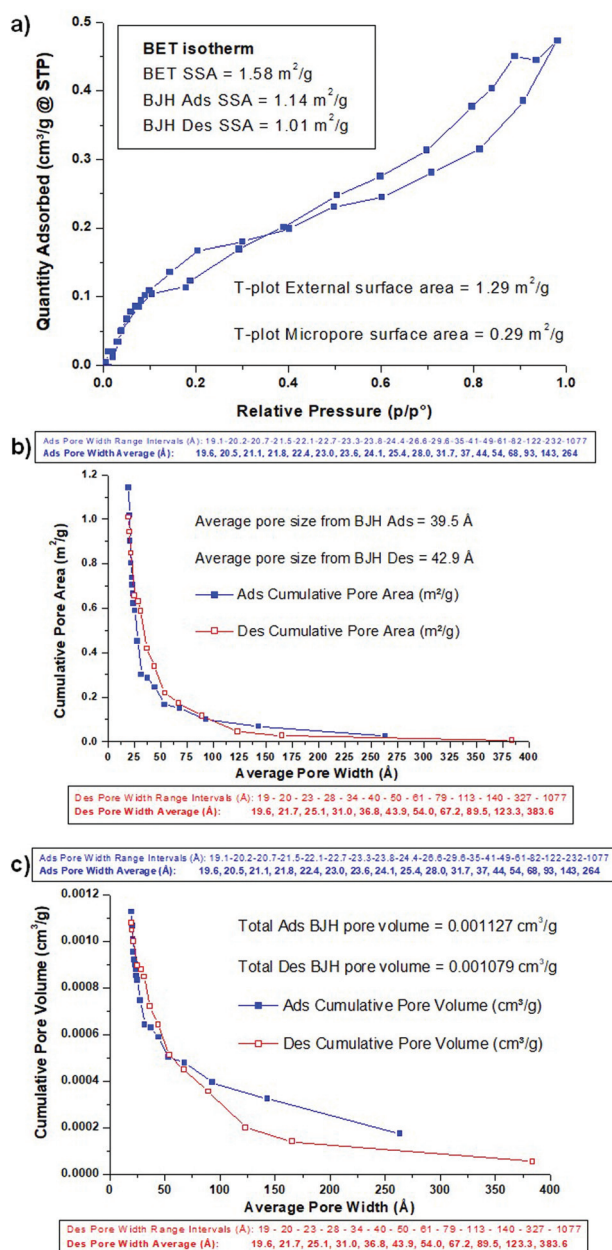 a)
BET isotherm
BET SSA = 1.58 m²/g
BJH Ads SSA = 1.14 m²/g
BJH Des SSA = 1.01 m²/g
T-plot External surface area = 1.29 m²/g
T-plot Micropore surface area = 0.29 m²/g
Quantity Adsorbed (cm³/g @ STP)
0.5
0.4
0.3
0.2
0.1
0.0
0.0 0.2 0.4 0.6 0.8 1.0
Relative Pressure (p/p°)
b)
Ads Pore Width Range Intervals (Å): 19.1-20.2-20.7-21.5-22.1-22.7-23.3-23.8-24.4-26.6-29.6-35-41-49-61-82-122-232-1077
Ads Pore Width Average (Å): 19.6, 20.5, 21.1, 21.8, 22.4, 23.0, 23.6, 24.1, 25.4, 28.0, 31.7, 37, 44, 54, 68, 93, 143, 264
Average pore size from BJH Ads = 39.5 Å
Average pore size from BJH Des = 42.9 Å
Ads Cumulative Pore Area (m²/g)
Des Cumulative Pore Area (m²/g)
Cumulative Pore Area (m²/g)
1.2
1.0
0.8
0.6
0.4
0.2
0.0
0 25 50 75 100 125 150 175 200 225 250 275 300 325 350 375 400
Average Pore Width (Å)
Des Pore Width Range Intervals (Å): 19 - 20 - 23 - 28 - 34 - 40 - 50 - 61 - 79 - 113 - 140 - 327 - 1077
Des Pore Width Average (Å): 19.6, 21.7, 25.1, 31.0, 36.8, 43.9, 54.0, 67.2, 89.5, 123.3, 383.6
c)
Ads Pore Width Range Intervals (Å): 19.1-20.2-20.7-21.5-22.1-22.7-23.3-23.8-24.4-26.6-29.6-35-41-49-61-82-122-232-1077
Ads Pore Width Average (Å): 19.6, 20.5, 21.1, 21.8, 22.4, 23.0, 23.6, 24.1, 25.4, 28.0, 31.7, 37, 44, 54, 68, 93, 143, 264
Total Ads BJH pore volume = 0.001127 cm³/g
Total Des BJH pore volume = 0.001079 cm³/g
Ads Cumulative Pore Volume (cm³/g)
Des Cumulative Pore Volume (cm³/g)
Cumulative Pore Volume (cm³/g)
0.0012
0.0010
0.0008
0.0006
0.0004
0.0002
0.0000
0 50 100 150 200 250 300 350 400
Average Pore Width (Å)
Des Pore Width Range Intervals (Å): 19 - 20 - 23 - 28 - 34 - 40 - 50 - 61 - 79 - 113 - 140 - 327 - 1077
Des Pore Width Average (Å): 19.6, 21.7, 25.1, 31.0, 36.8, 43.9, 54.0, 67.2, 89.5, 123.3, 383.6